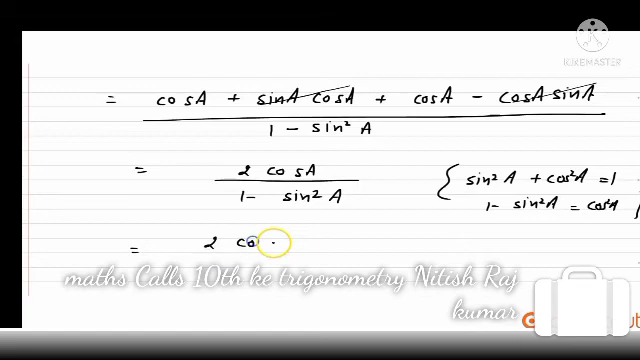 KINEMASTER
= cosA + sinA cosA + cosA - cosA sinA
1 - sin² A
= 2 cosA
1 - sin² A
{ sin² A + cos² A = 1
1 - sin² A = cos² A }
= 2 co
maths Calls 10th ke trigonometry Nitish Raj
kumar